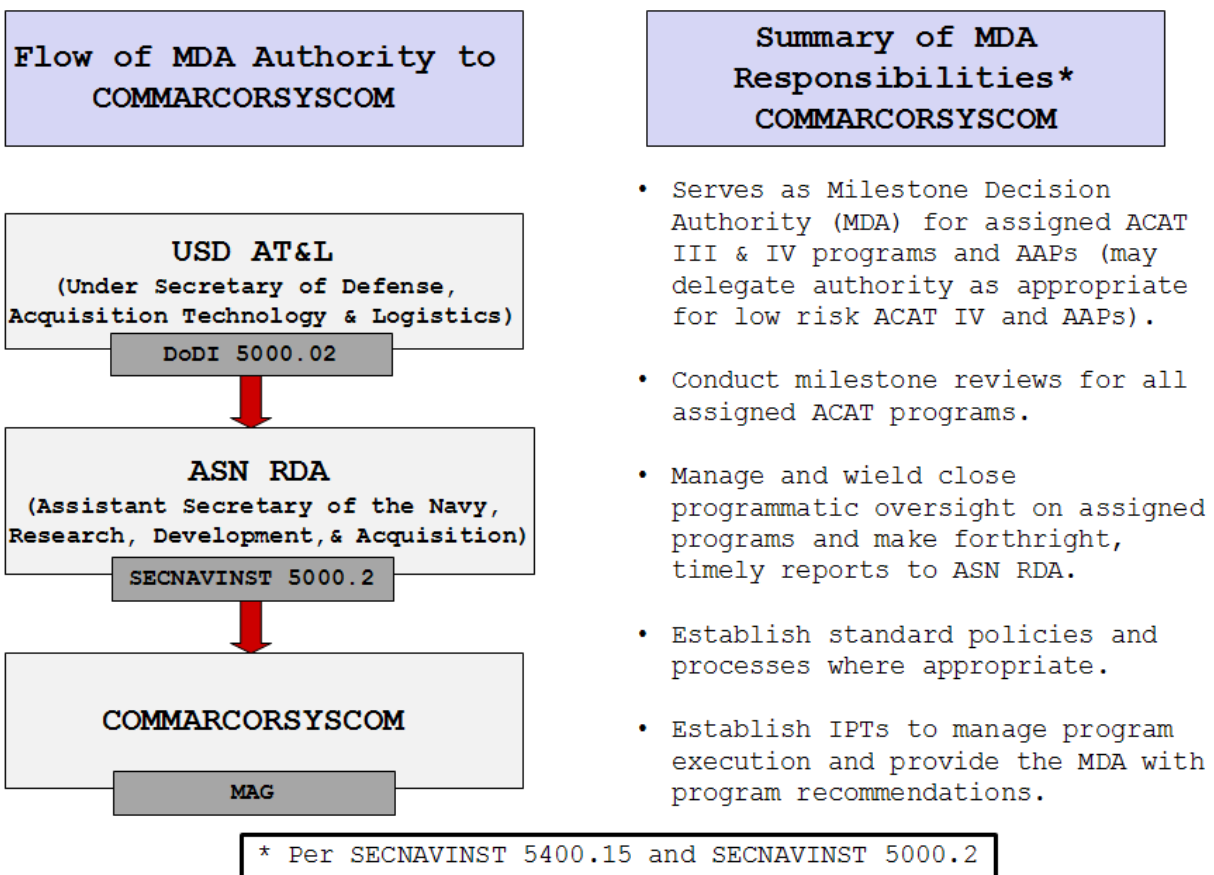 Flow of MDA Authority to
COMMARCORSYSCOM
USD AT&L
(Under Secretary of Defense,
Acquisition Technology & Logistics)
DoDI 5000.02
ASN RDA
(Assistant Secretary of the Navy,
Research, Development,& Acquisition)
SECNAVINST 5000.2
COMMARCORSYSCOM
MAG
Summary of MDA
Responsibilities*
COMMARCORSYSCOM
• Serves as Milestone Decision
Authority (MDA) for assigned ACAT
III & IV programs and AAPs (may
delegate authority as appropriate
for low risk ACAT IV and AAPs).
• Conduct milestone reviews for all
assigned ACAT programs.
• Manage and wield close
programmatic oversight on assigned
programs and make forthright,
timely reports to ASN RDA.
• Establish standard policies and
processes where appropriate.
• Establish IPTs to manage program
execution and provide the MDA with
program recommendations.
* Per SECNAVINST 5400.15 and SECNAVINST 5000.2